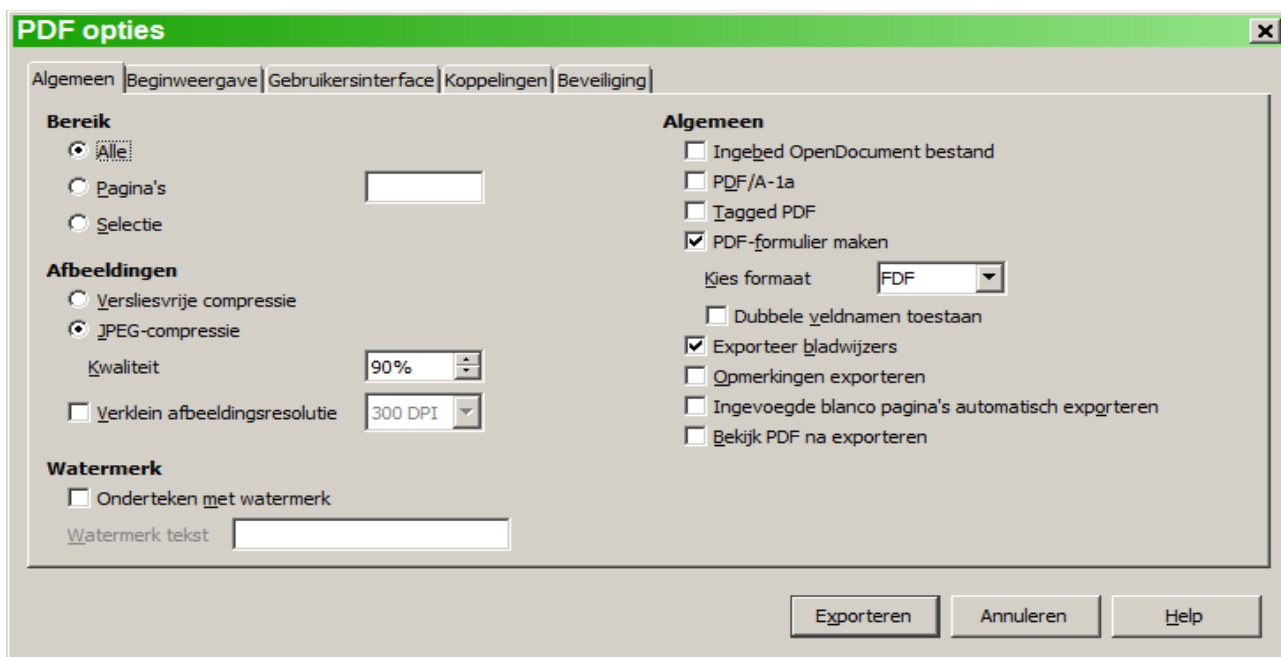 PDF opties
Algemeen Beginweergave Gebruikersinterface Koppelingen Beveiliging
Bereik
Alle
Pagina's
Selectie
Afbeeldingen
Versliesvrije compressie
JPEG-compressie
Kwaliteit 90%
Verklein afbeeldingsresolutie 300 DPI
Watermerk
Onderteken met watermerk
Watermerk tekst
Algemeen
Ingebed OpenDocument bestand
PDF/A-1a
Tagged PDF
PDF-formulier maken
Kies formaat FDF
Dubbele veldnamen toestaan
Exporteer bladwijzers
Opmerkingen exporteren
Ingevoegde blanco pagina's automatisch exporteren
Bekijk PDF na exporteren
Exporteren Annuleren Help